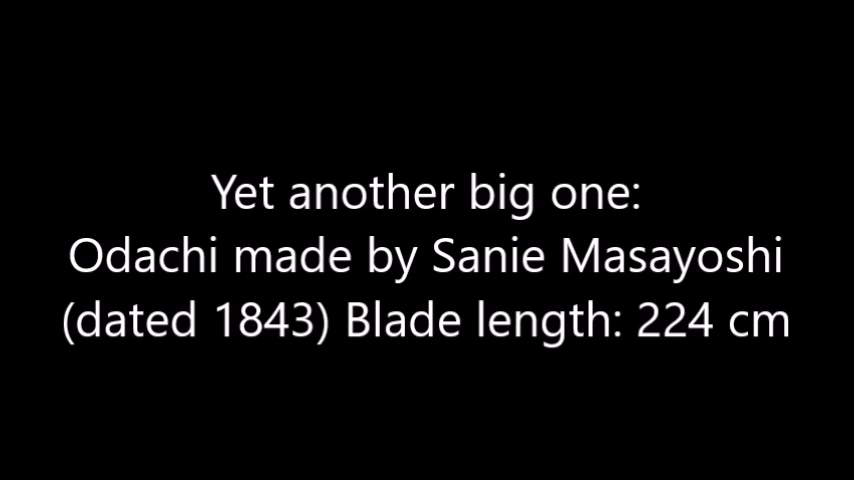 Yet another big one:
Odachi made by Sanie Masayoshi
(dated 1843) Blade length: 224 cm